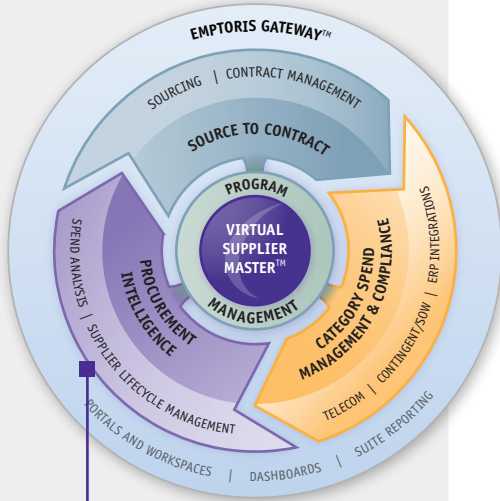 EMPTORIS GATEWAY™
SOURCING | CONTRACT MANAGEMENT
SOURCE TO CONTRACT
PROGRAM
VIRTUAL
SUPPLIER
MASTER™
MANAGEMENT
PROCUREMENT
INTELLIGENCE
SPEND ANALYSIS | SUPPLIER LIFECYCLE MANAGEMENT
CATEGORY SPEND
MANAGEMENT & COMPLIANCE
TELECOM | CONTINGENT/SOW | ERP INTEGRATIONS
PORTALS AND WORKSPACES | DASHBOARDS | SUITE REPORTING